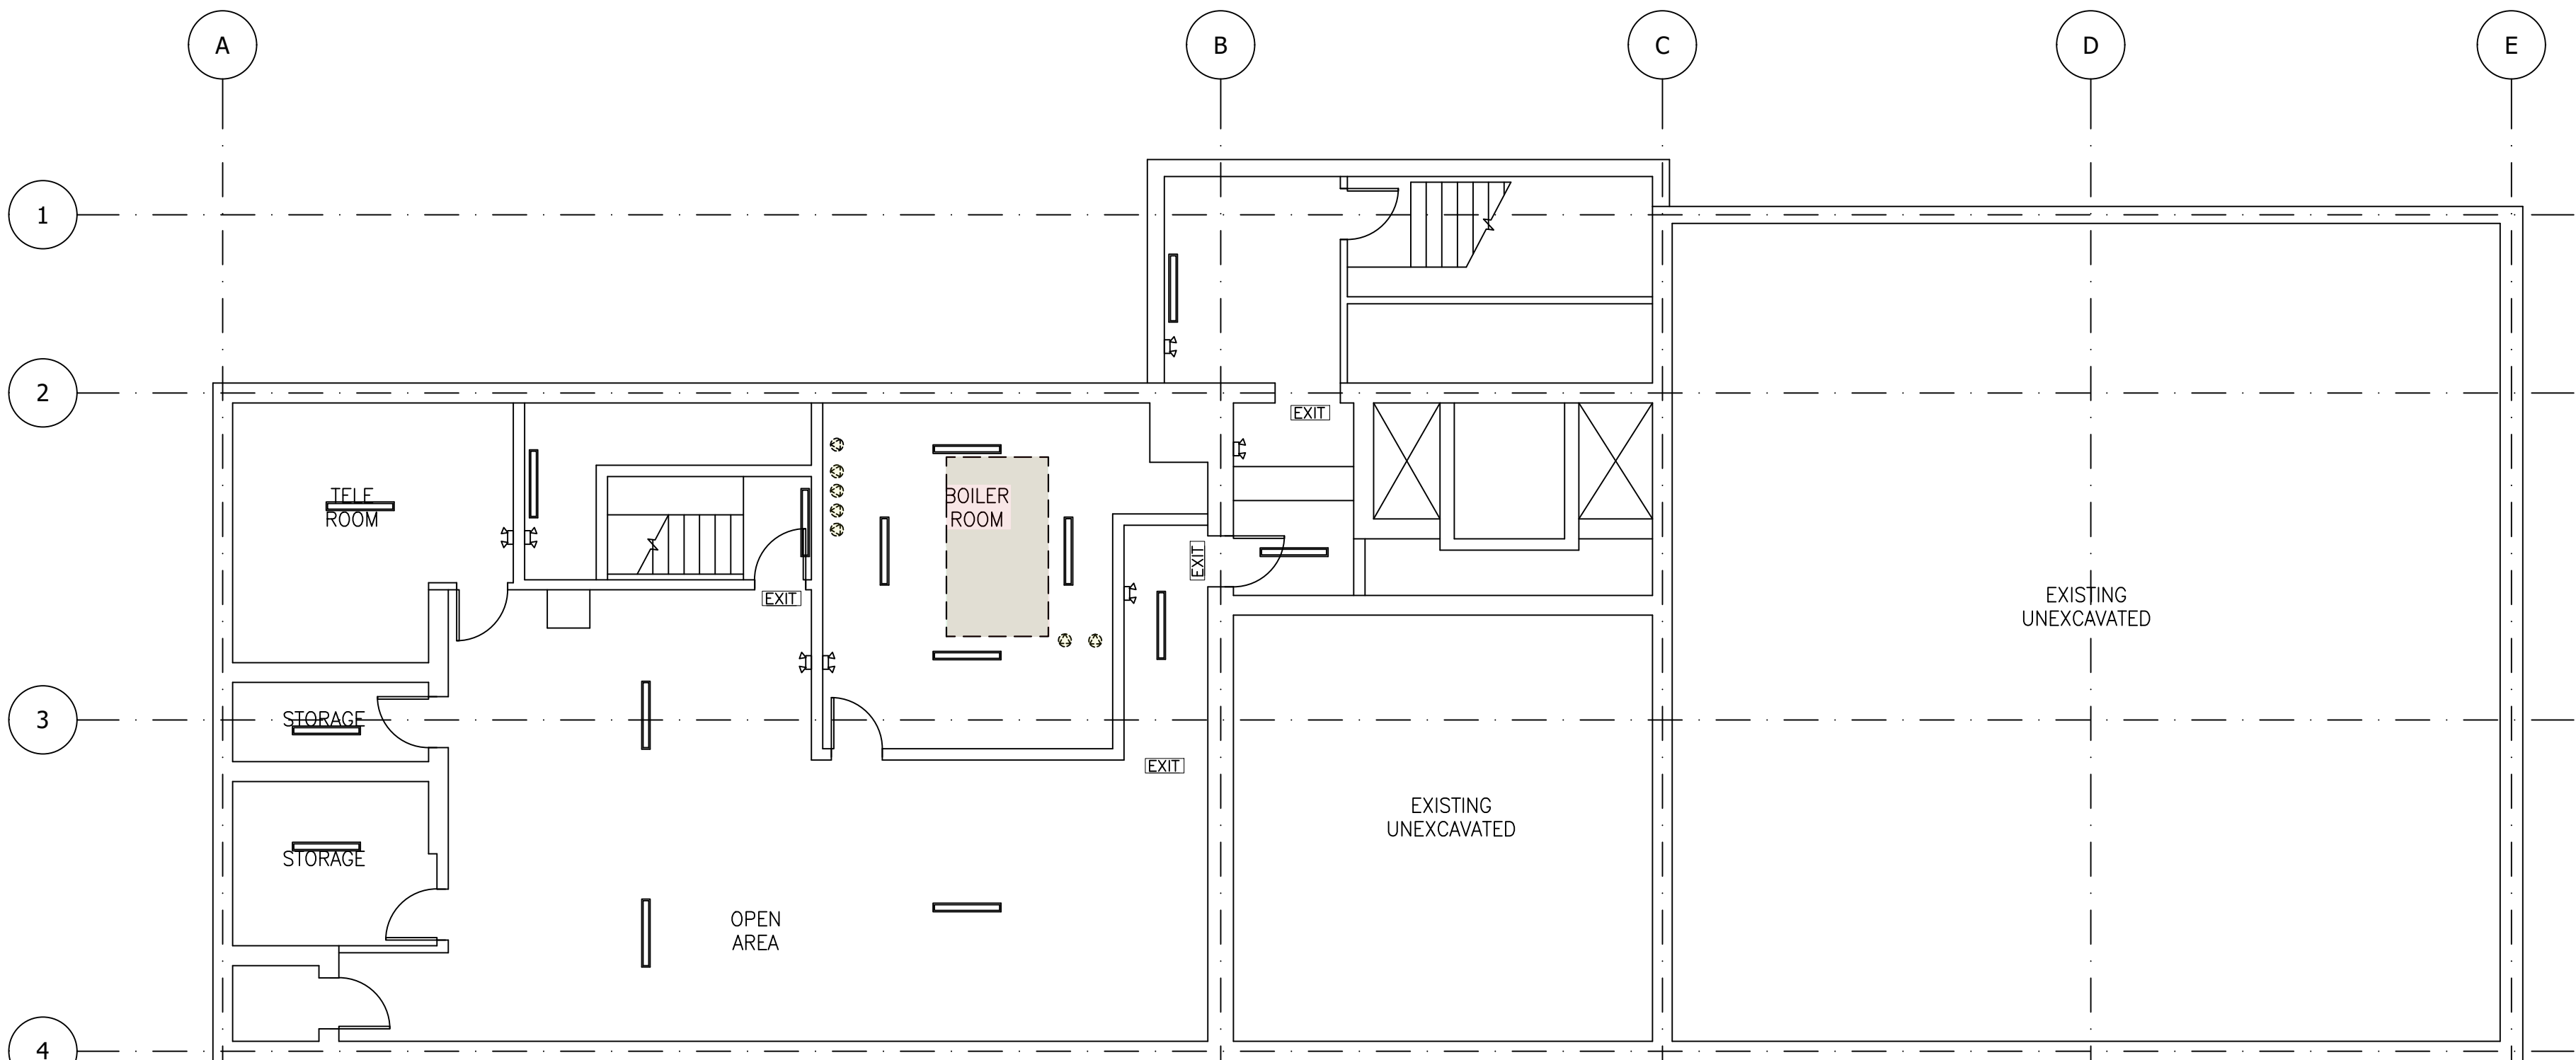 A
B
C
D
E
1
2
EXIT
TELE
ROOM
BOILER
ROOM
EXIT
EXIT
EXISTING
UNEXCAVATED
3
STORAGE
EXIT
EXISTING
UNEXCAVATED
STORAGE
OPEN
AREA
4